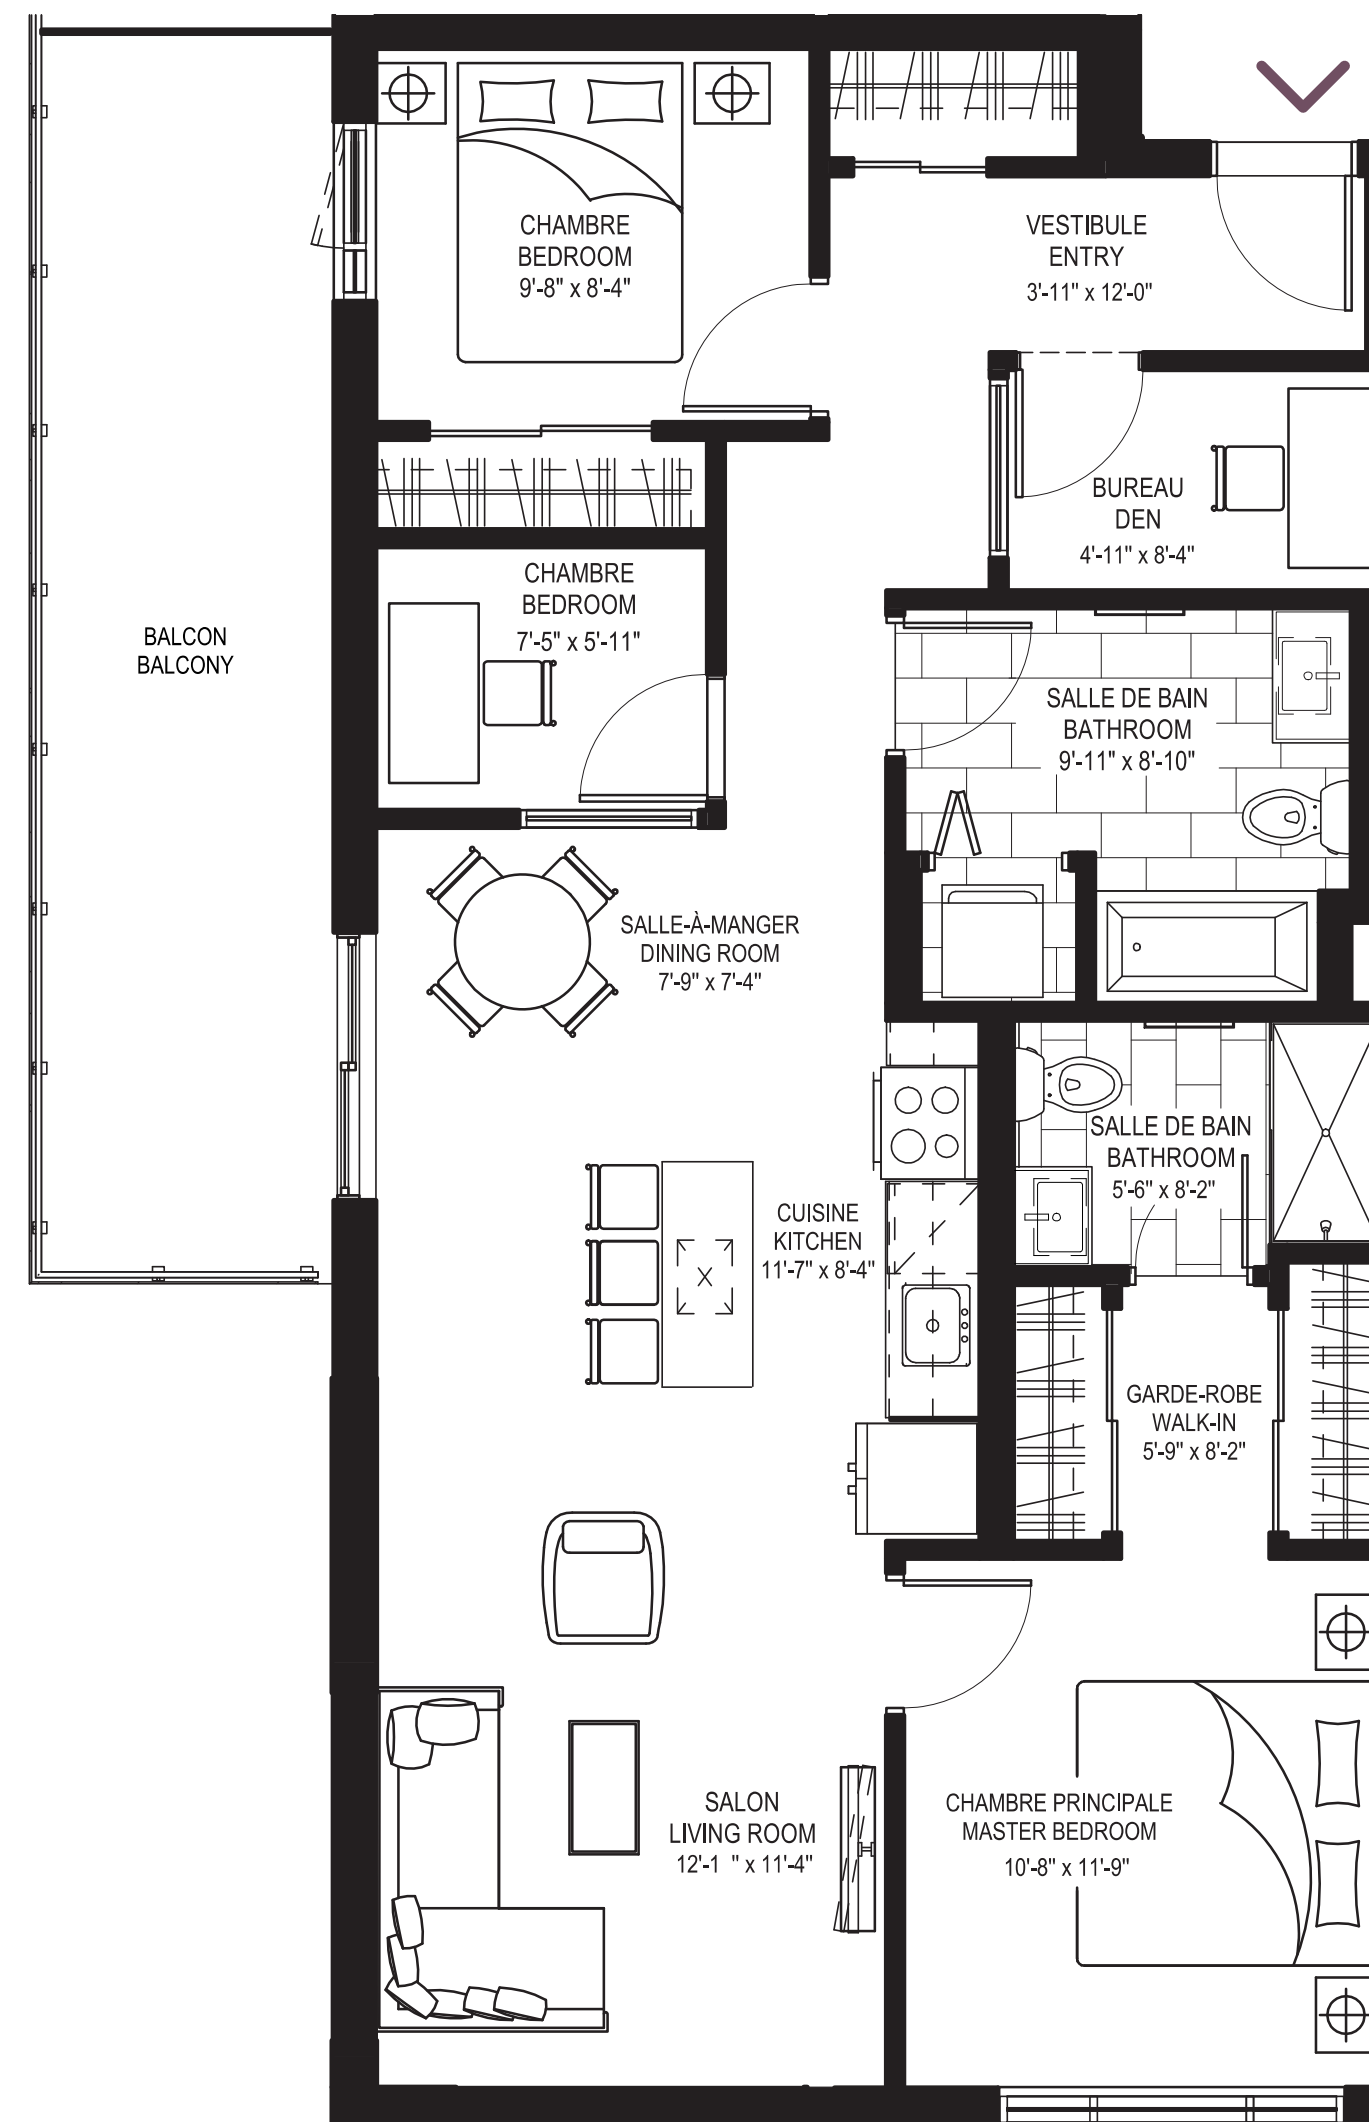 CHAMBRE
BEDROOM
9'-8" x 8'-4"
VESTIBULE
ENTRY
3'-11" x 12'-0"
BUREAU
DEN
4'-11" x 8'-4"
CHAMBRE
BEDROOM
7'-5" x 5'-11"
BALCON
BALCONY
SALLE DE BAIN
BATHROOM
9'-11" x 8'-10"
SALLE-À-MANGER
DINING ROOM
7'-9" x 7'-4"
SALLE DE BAIN
BATHROOM
5'-6" x 8'-2"
CUISINE
KITCHEN
11'-7" x 8'-4"
GARDE-ROBE
WALK-IN
5'-9" x 8'-2"
SALON
LIVING ROOM
12'-1 " x 11'-4"
CHAMBRE PRINCIPALE
MASTER BEDROOM
10'-8" x 11'-9"